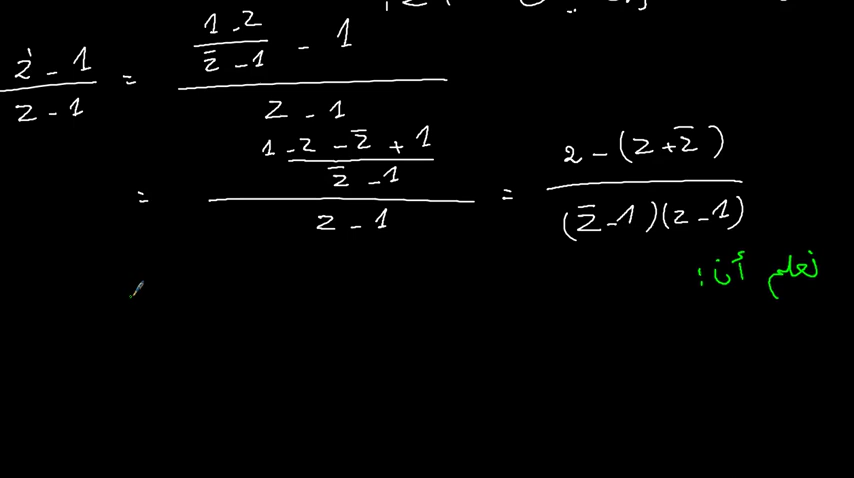 (z' - 1)/(z - 1) = ((1 - z)/(z̄ - 1) - 1)/(z - 1)
= ((1 - z - z̄ + 1)/(z̄ - 1))/(z - 1) = (2 - (z + z̄))/((z̄ - 1)(z - 1))
نعلم أن :